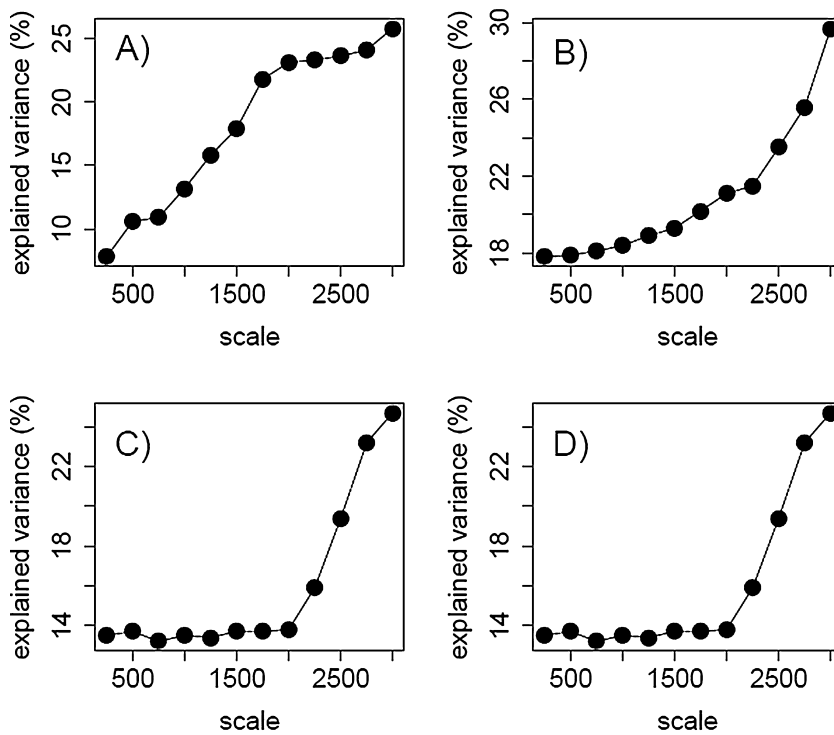 A)
explained variance (%)
10 15 20 25
500 1500 2500
scale
B)
explained variance (%)
18 22 26 30
500 1500 2500
scale
C)
explained variance (%)
14 18 22
500 1500 2500
scale
D)
explained variance (%)
14 18 22
500 1500 2500
scale